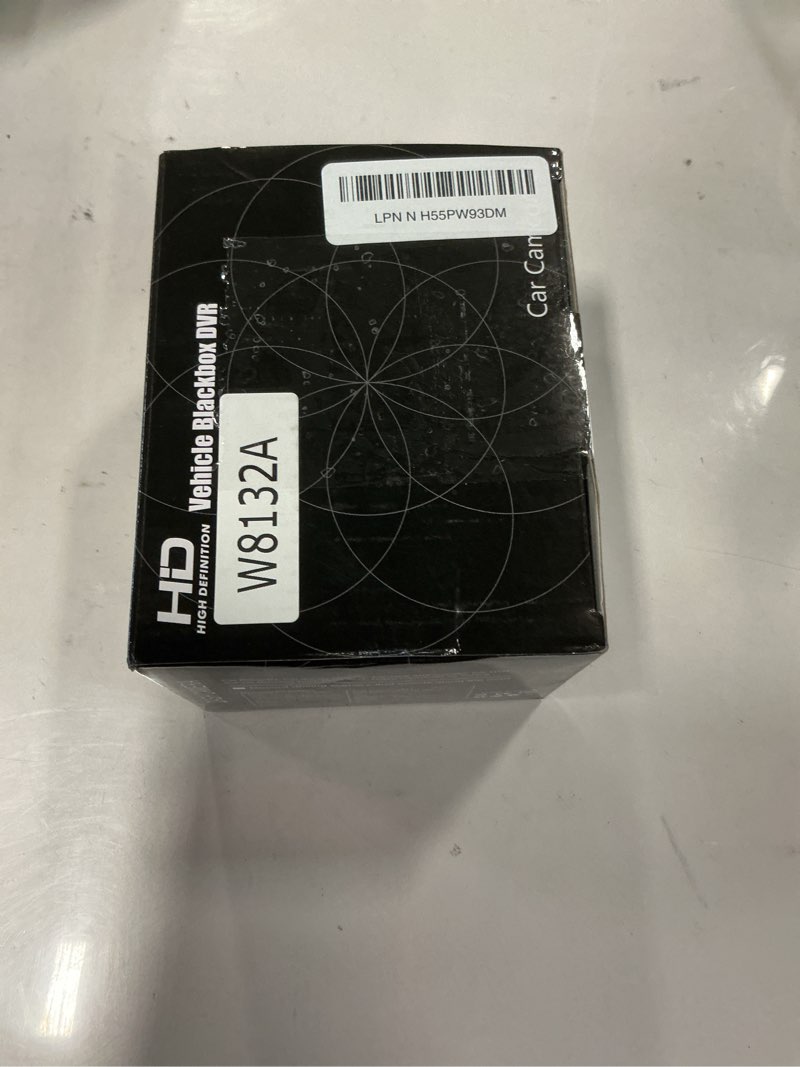 LPN N H55PW93DM
Car Cam
HD
HIGH DEFINITION
Vehicle Blackbox DVR
W8132A